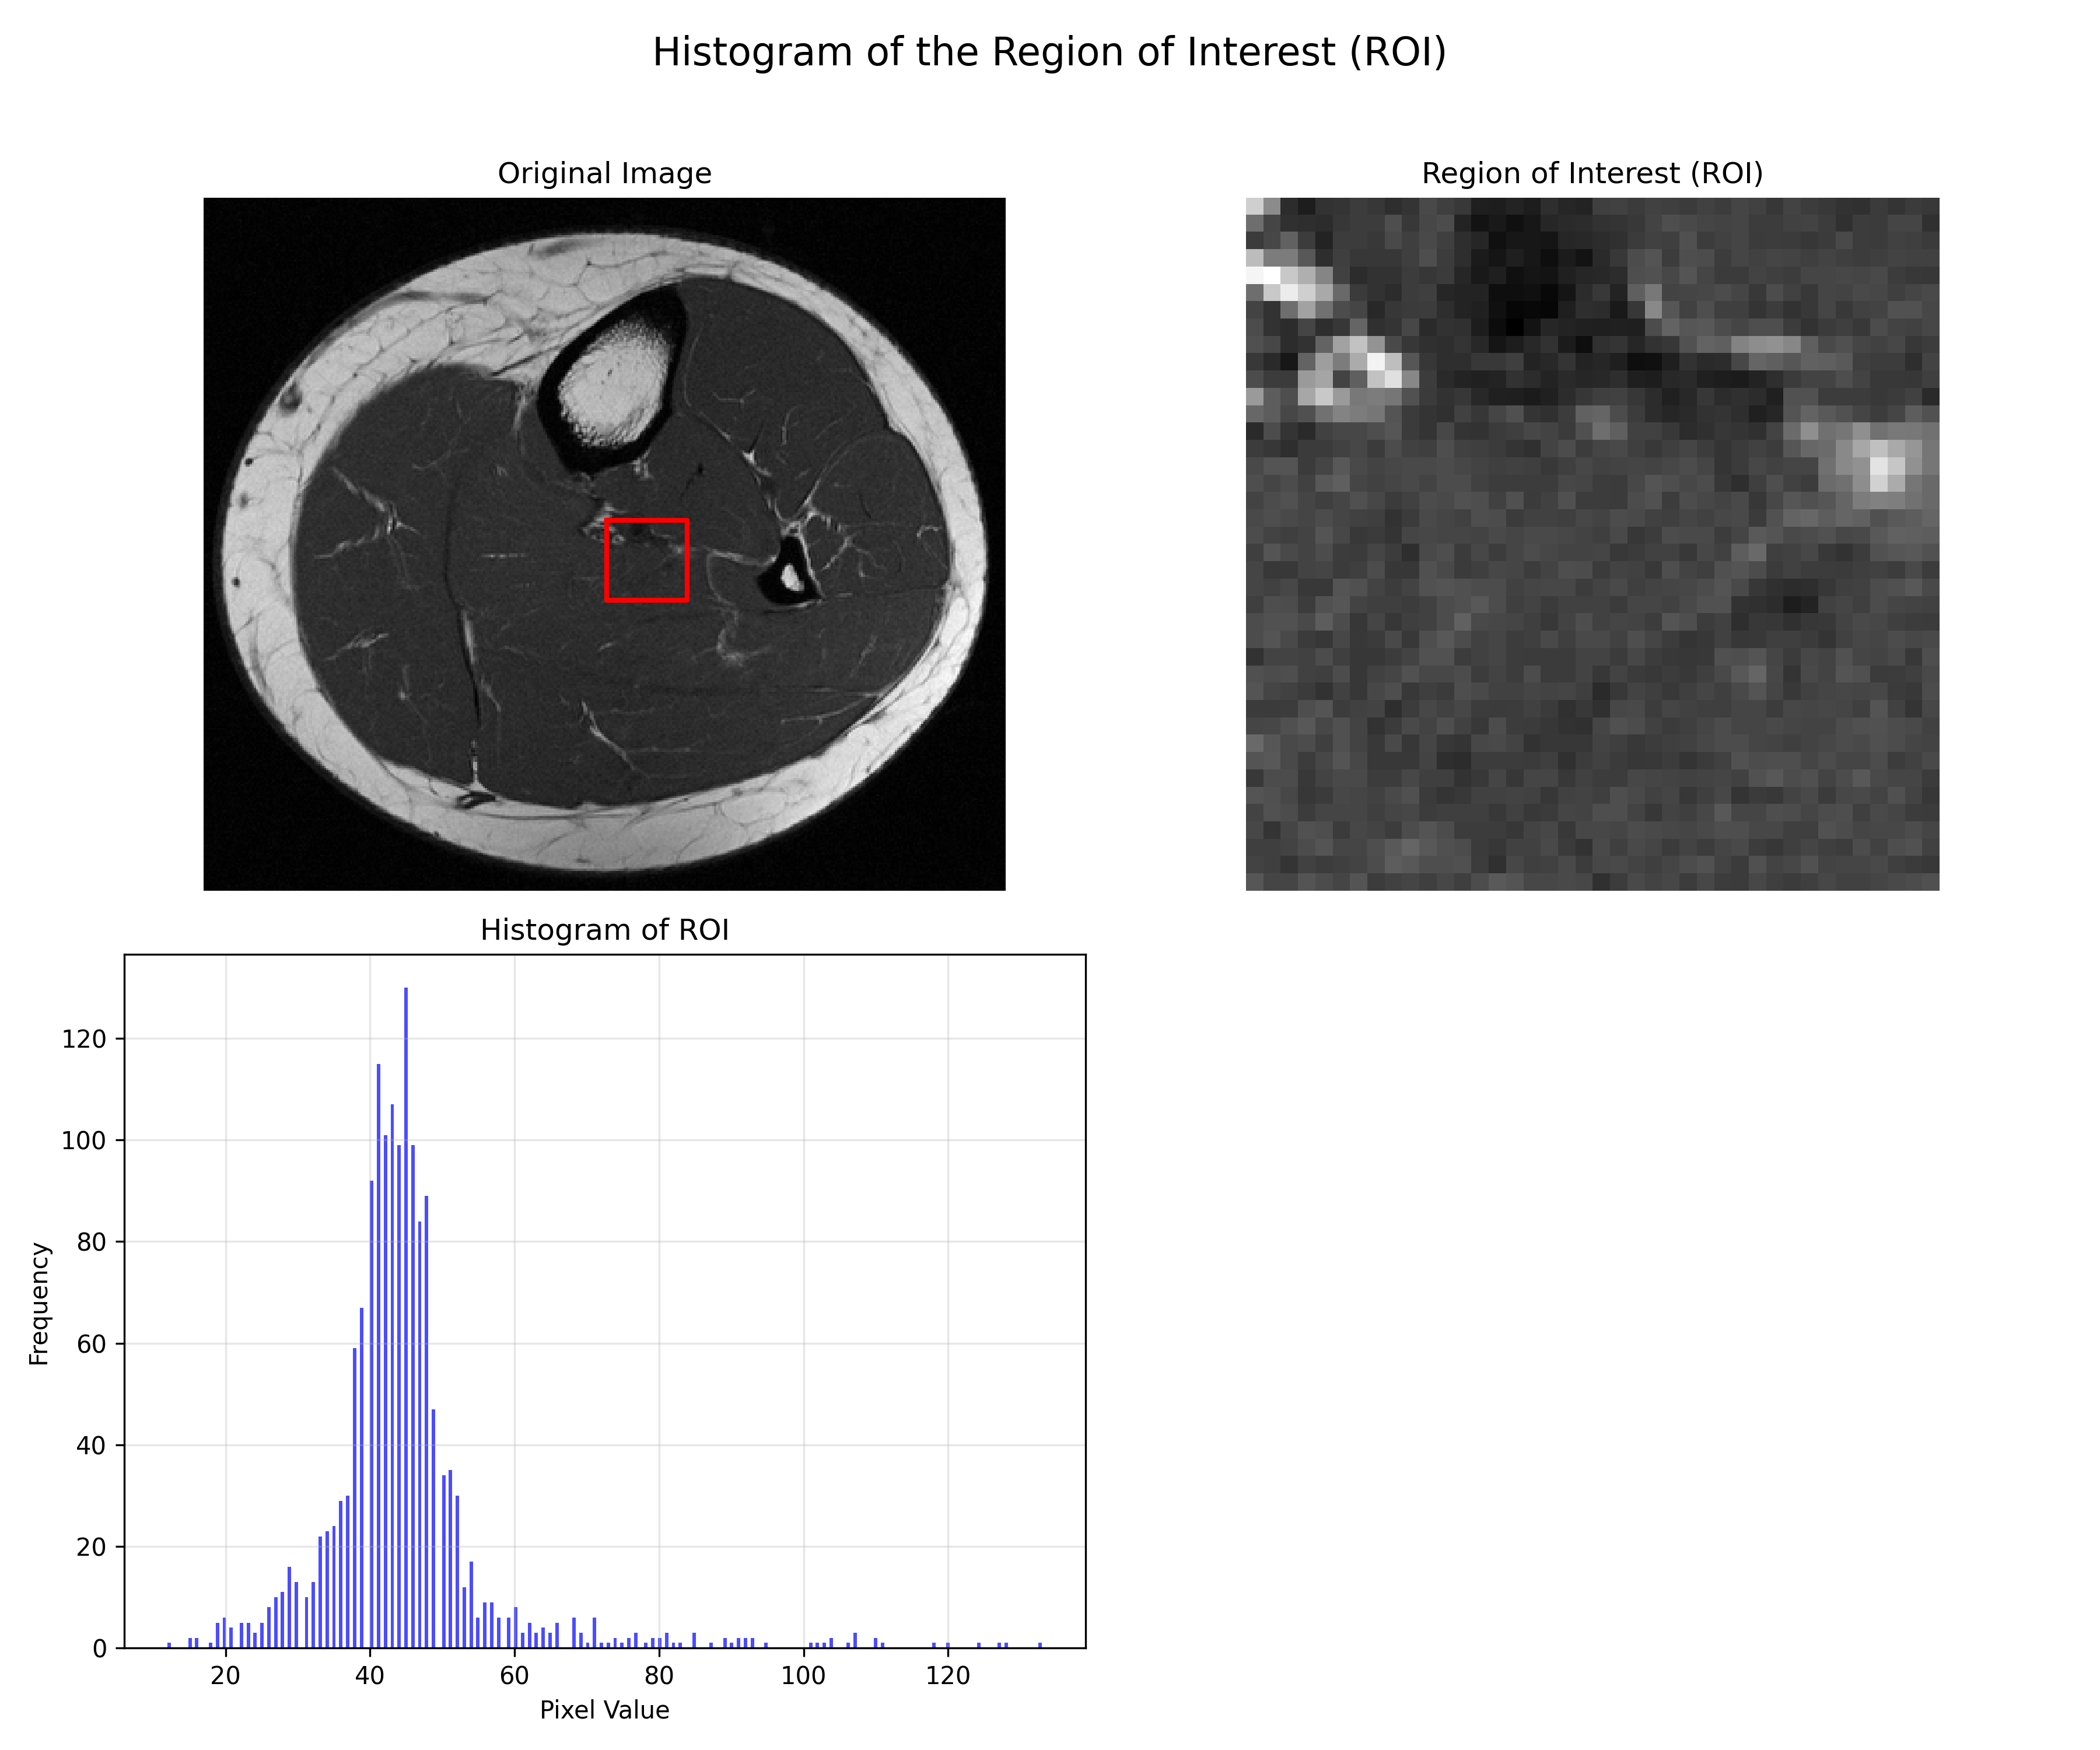 Histogram of the Region of Interest (ROI)
Original Image
Region of Interest (ROI)
Histogram of ROI
120
100
80
60
40
20
0
Frequency
20 40 60 80 100 120
Pixel Value